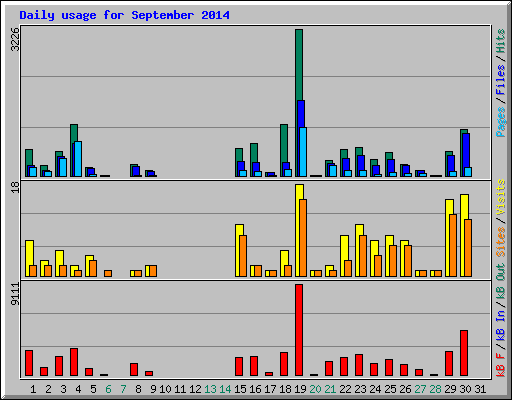 Daily usage for September 2014
3226
Pages / Files / Hits
18
Sites / Visits
9111
kB F / kB In / kB Out
1 2 3 4 5 6 7 8 9 10 11 12 13 14 15 16 17 18 19 20 21 22 23 24 25 26 27 28 29 30 31